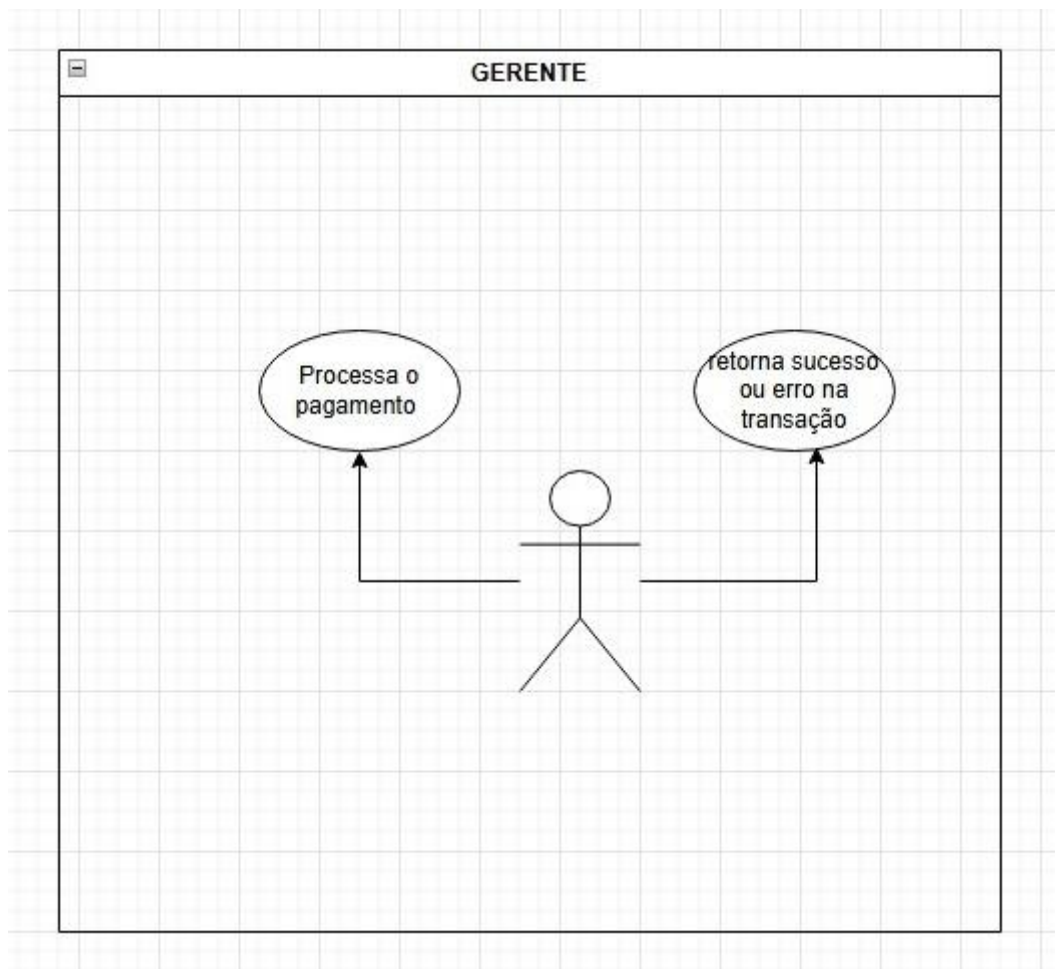 GERENTE
Processa o
pagamento
retorna sucesso
ou erro na
transação